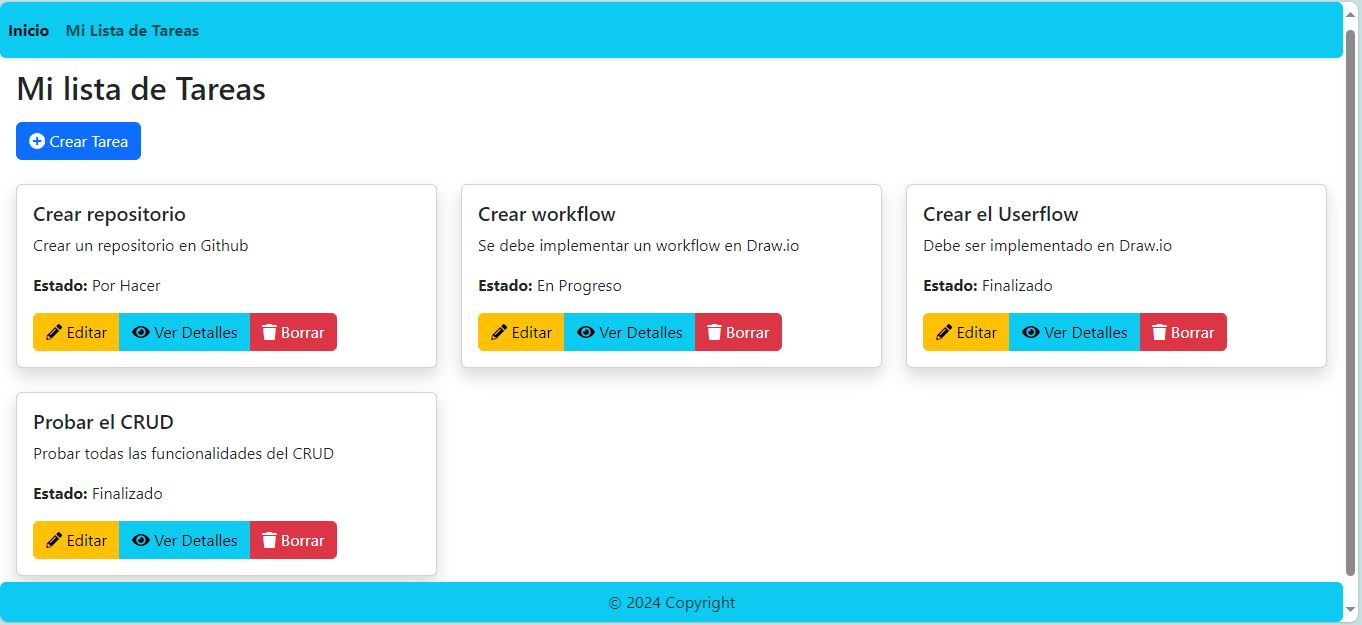 Inicio Mi Lista de Tareas
Mi lista de Tareas
Crear Tarea
Crear repositorio
Crear un repositorio en Github
Estado: Por Hacer
Editar Ver Detalles Borrar
Crear workflow
Se debe implementar un workflow en Draw.io
Estado: En Progreso
Editar Ver Detalles Borrar
Crear el Userflow
Debe ser implementado en Draw.io
Estado: Finalizado
Editar Ver Detalles Borrar
Probar el CRUD
Probar todas las funcionalidades del CRUD
Estado: Finalizado
Editar Ver Detalles Borrar
© 2024 Copyright